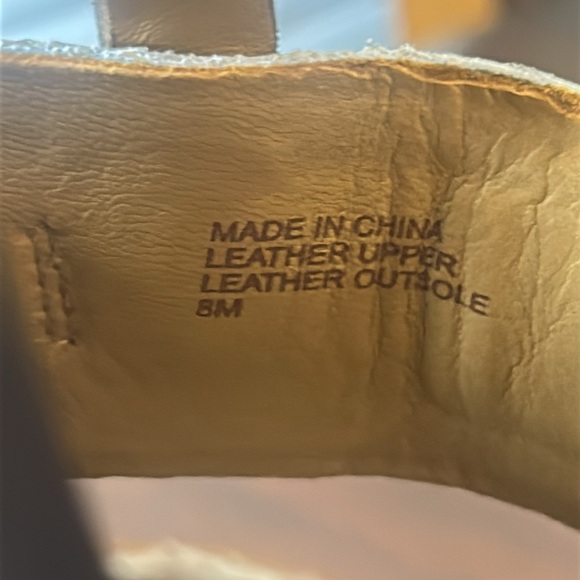 MADE IN CHINA
LEATHER UPPER
LEATHER OUTSOLE
8M